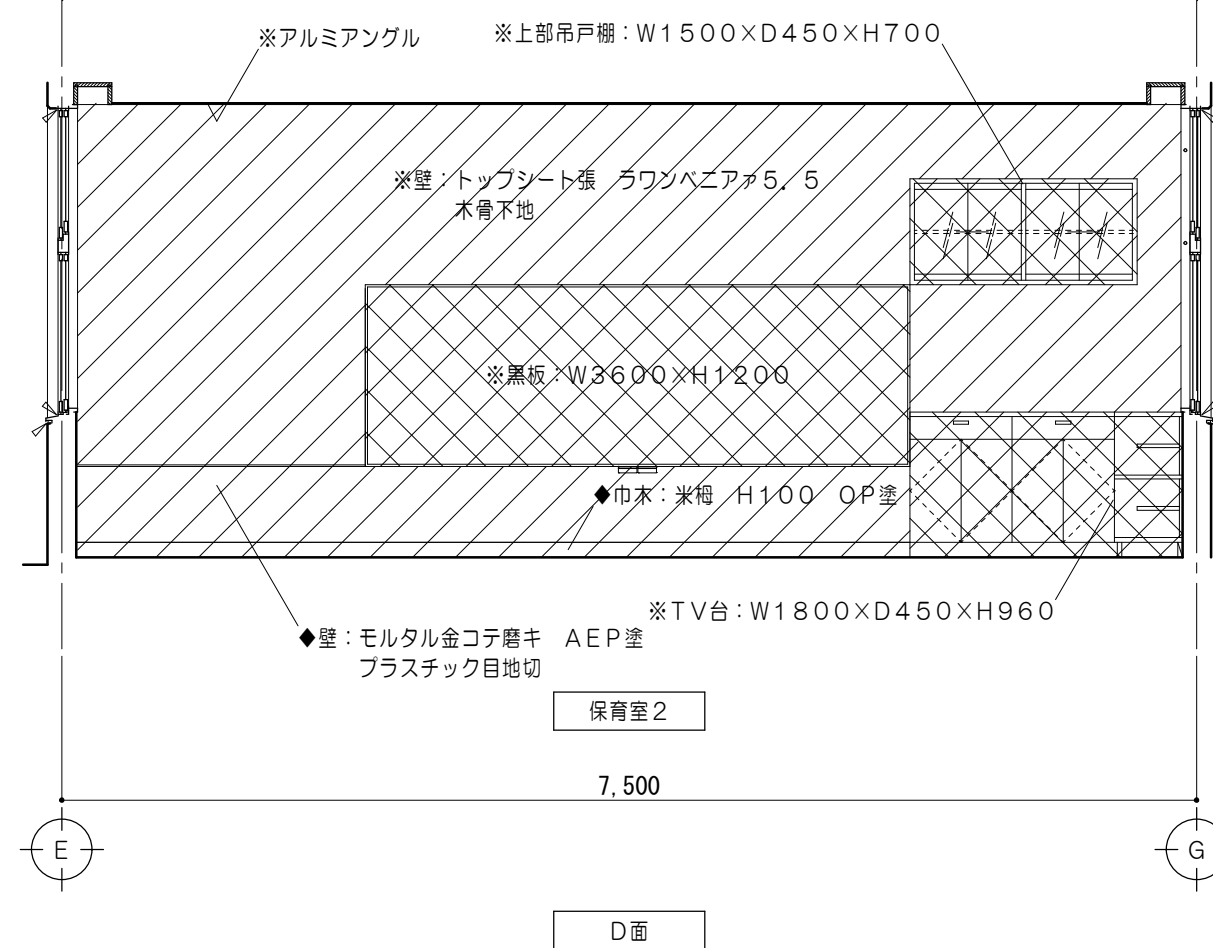 ※アルミアングル
※上部吊戸棚：W1500×D450×H700
※壁：トップシート張　ラワンベニアァ5．5
木骨下地
※黒板：W3600×H1200
◆巾木：米栂　H100　OP塗
※TV台：W1800×D450×H960
◆壁：モルタル金コテ磨キ　AEP塗
プラスチック目地切
保育室2
7,500
E
G
D面